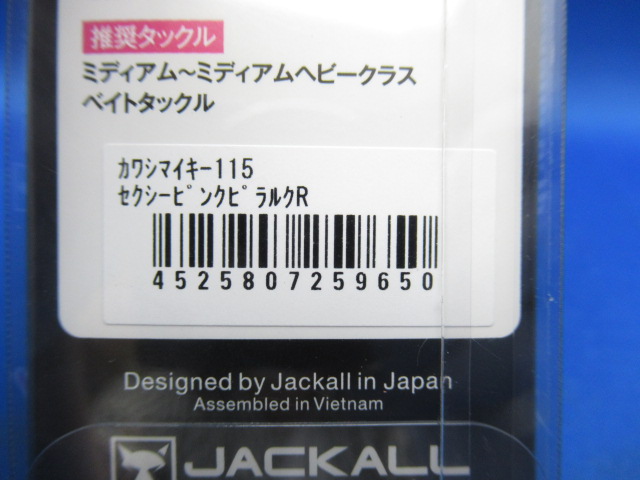 推奨タックル
ミディアム～ミディアムヘビークラス
ベイトタックル
ｶﾜｼﾏｲｷｰ115
ｾｸｼｰﾋﾟﾝｸﾋﾟﾗﾙｸR
4525807259650
Designed by Jackall in Japan
Assembled in Vietnam
JACKALL